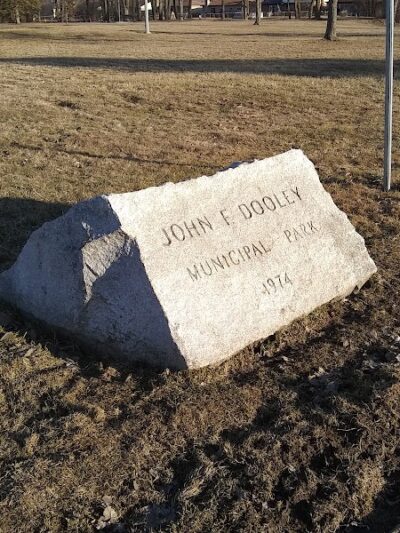 JOHN F. DOOLEY
MUNICIPAL PARK
1974